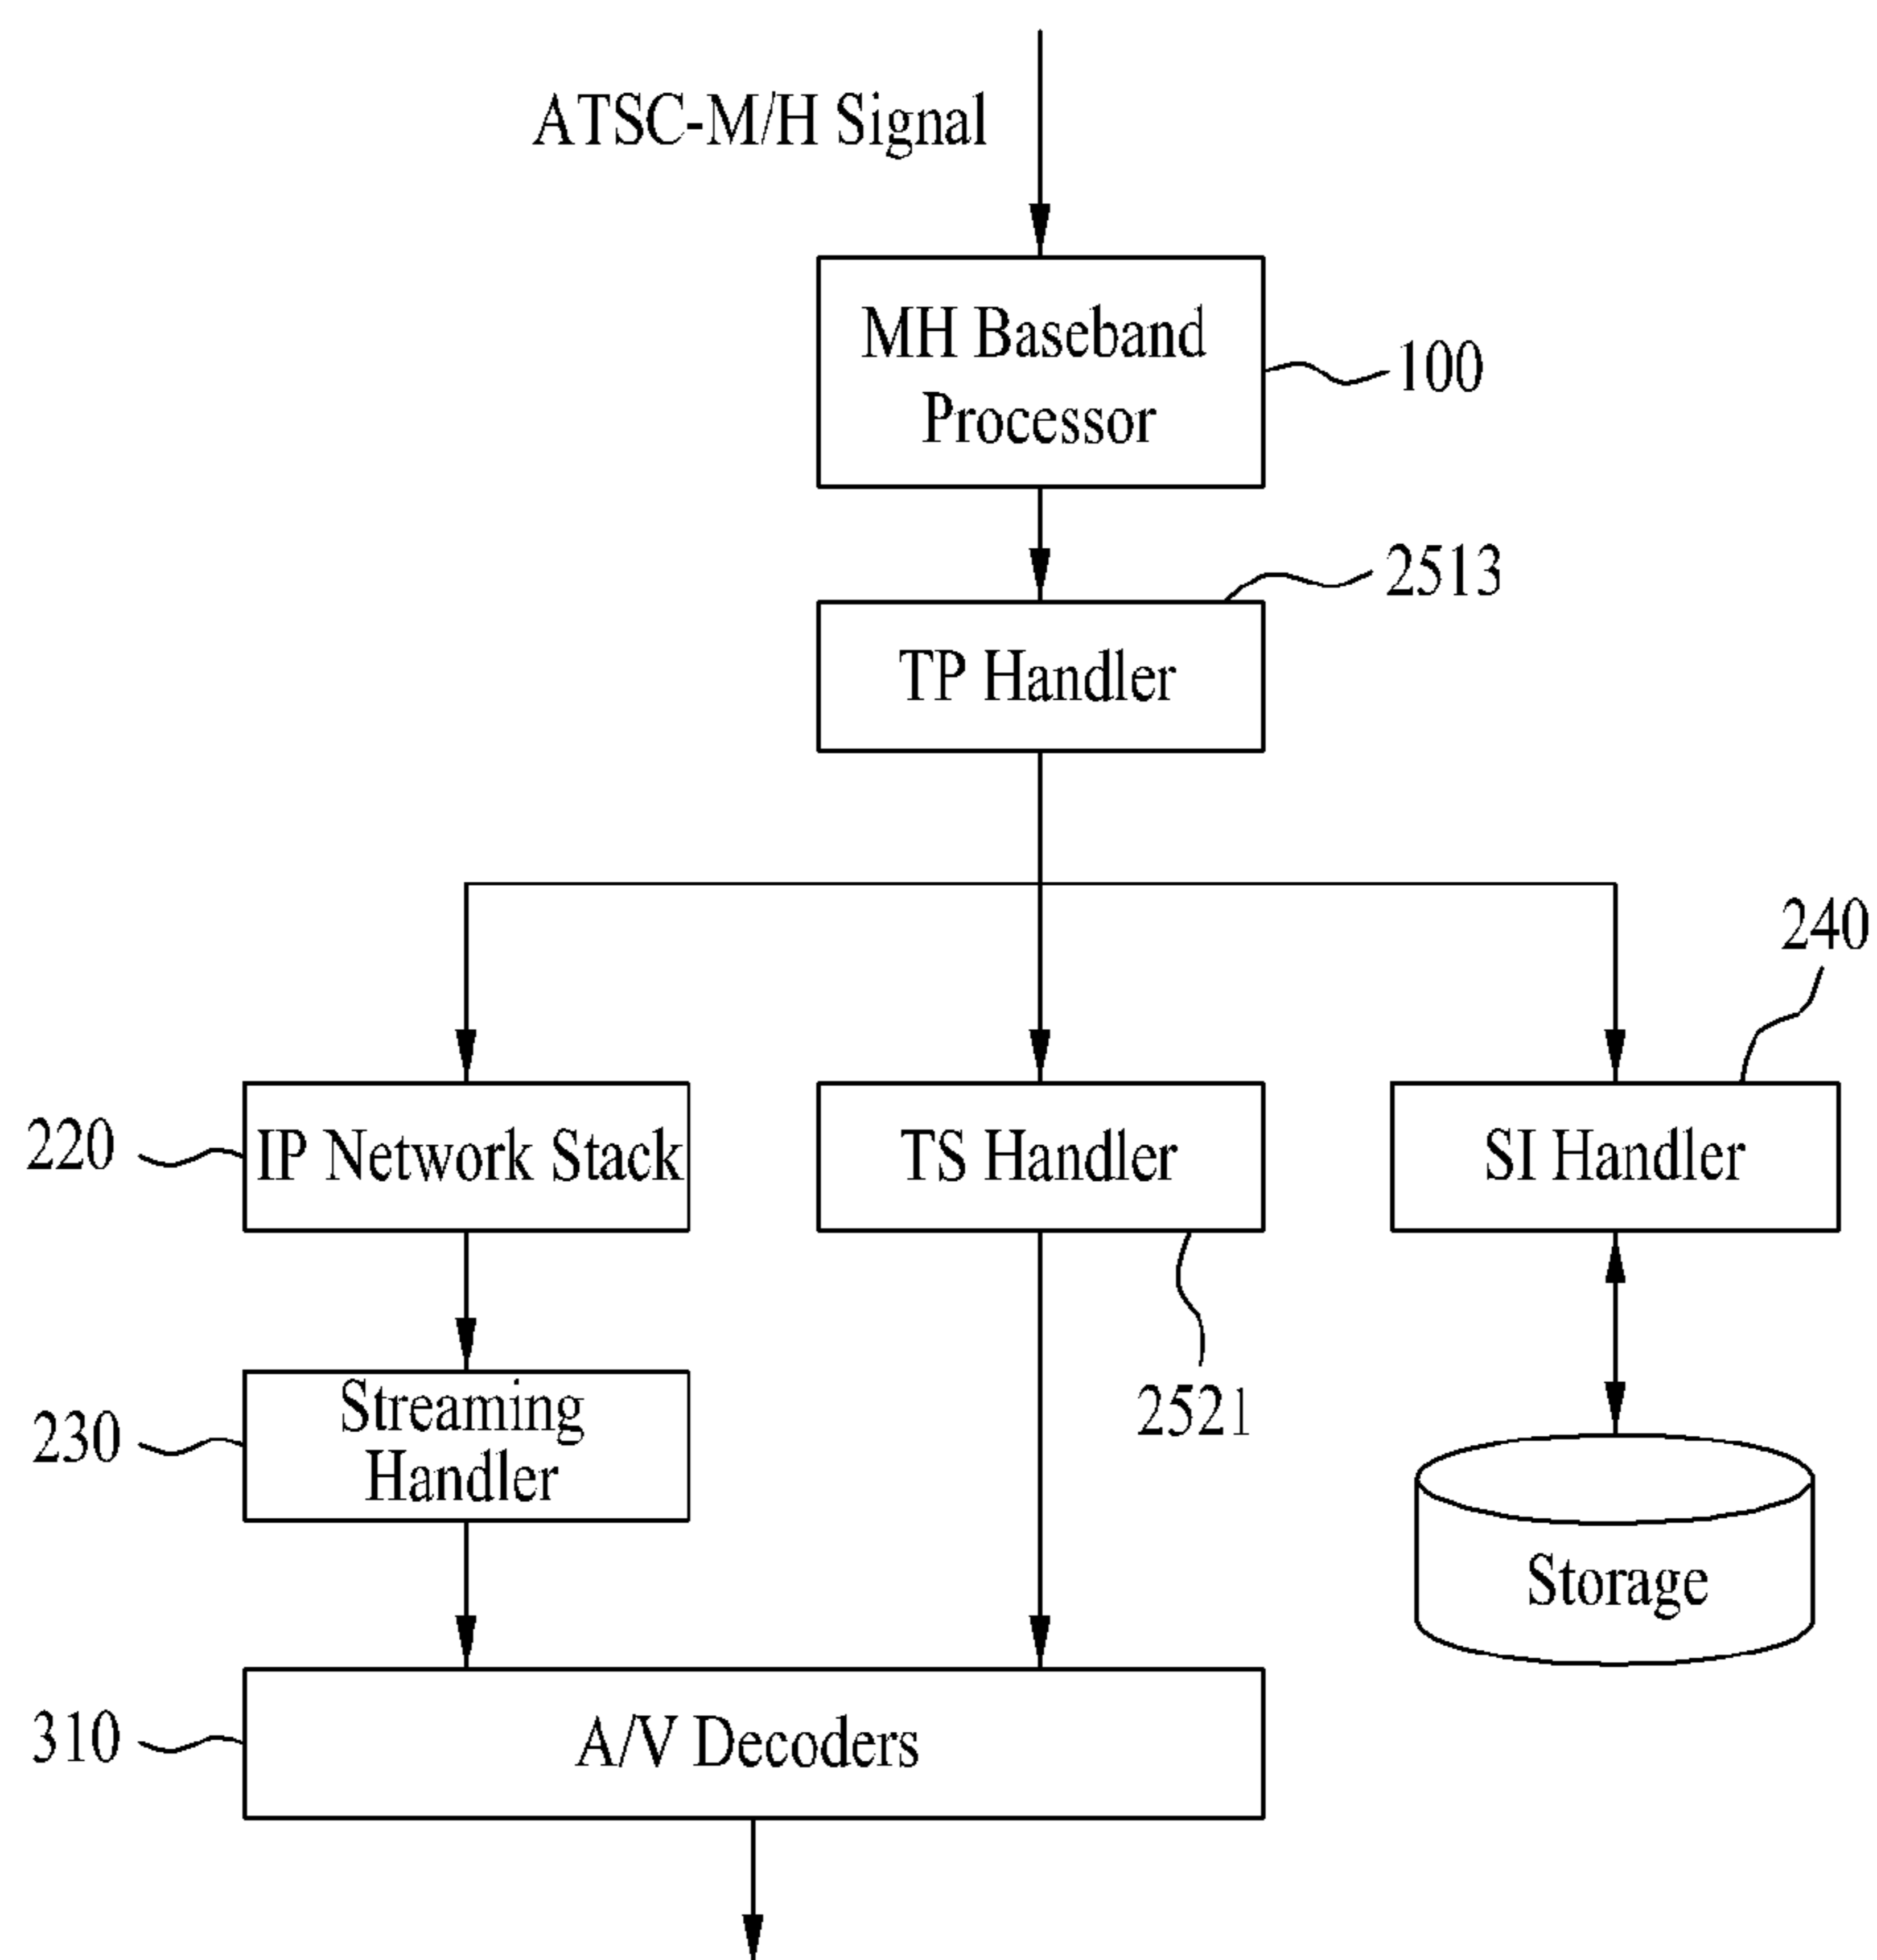 ATSC-M/H Signal
MH Baseband
Processor
100
2513
TP Handler
240
220
IP Network Stack
TS Handler
SI Handler
2521
230
Streaming
Handler
Storage
310
A/V Decoders